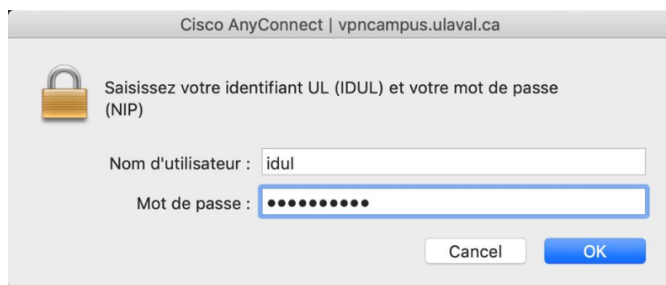 Cisco AnyConnect | vpncampus.ulaval.ca
Saisissez votre identifiant UL (IDUL) et votre mot de passe
(NIP)
Nom d'utilisateur : idul
Mot de passe : ••••••••••
Cancel OK